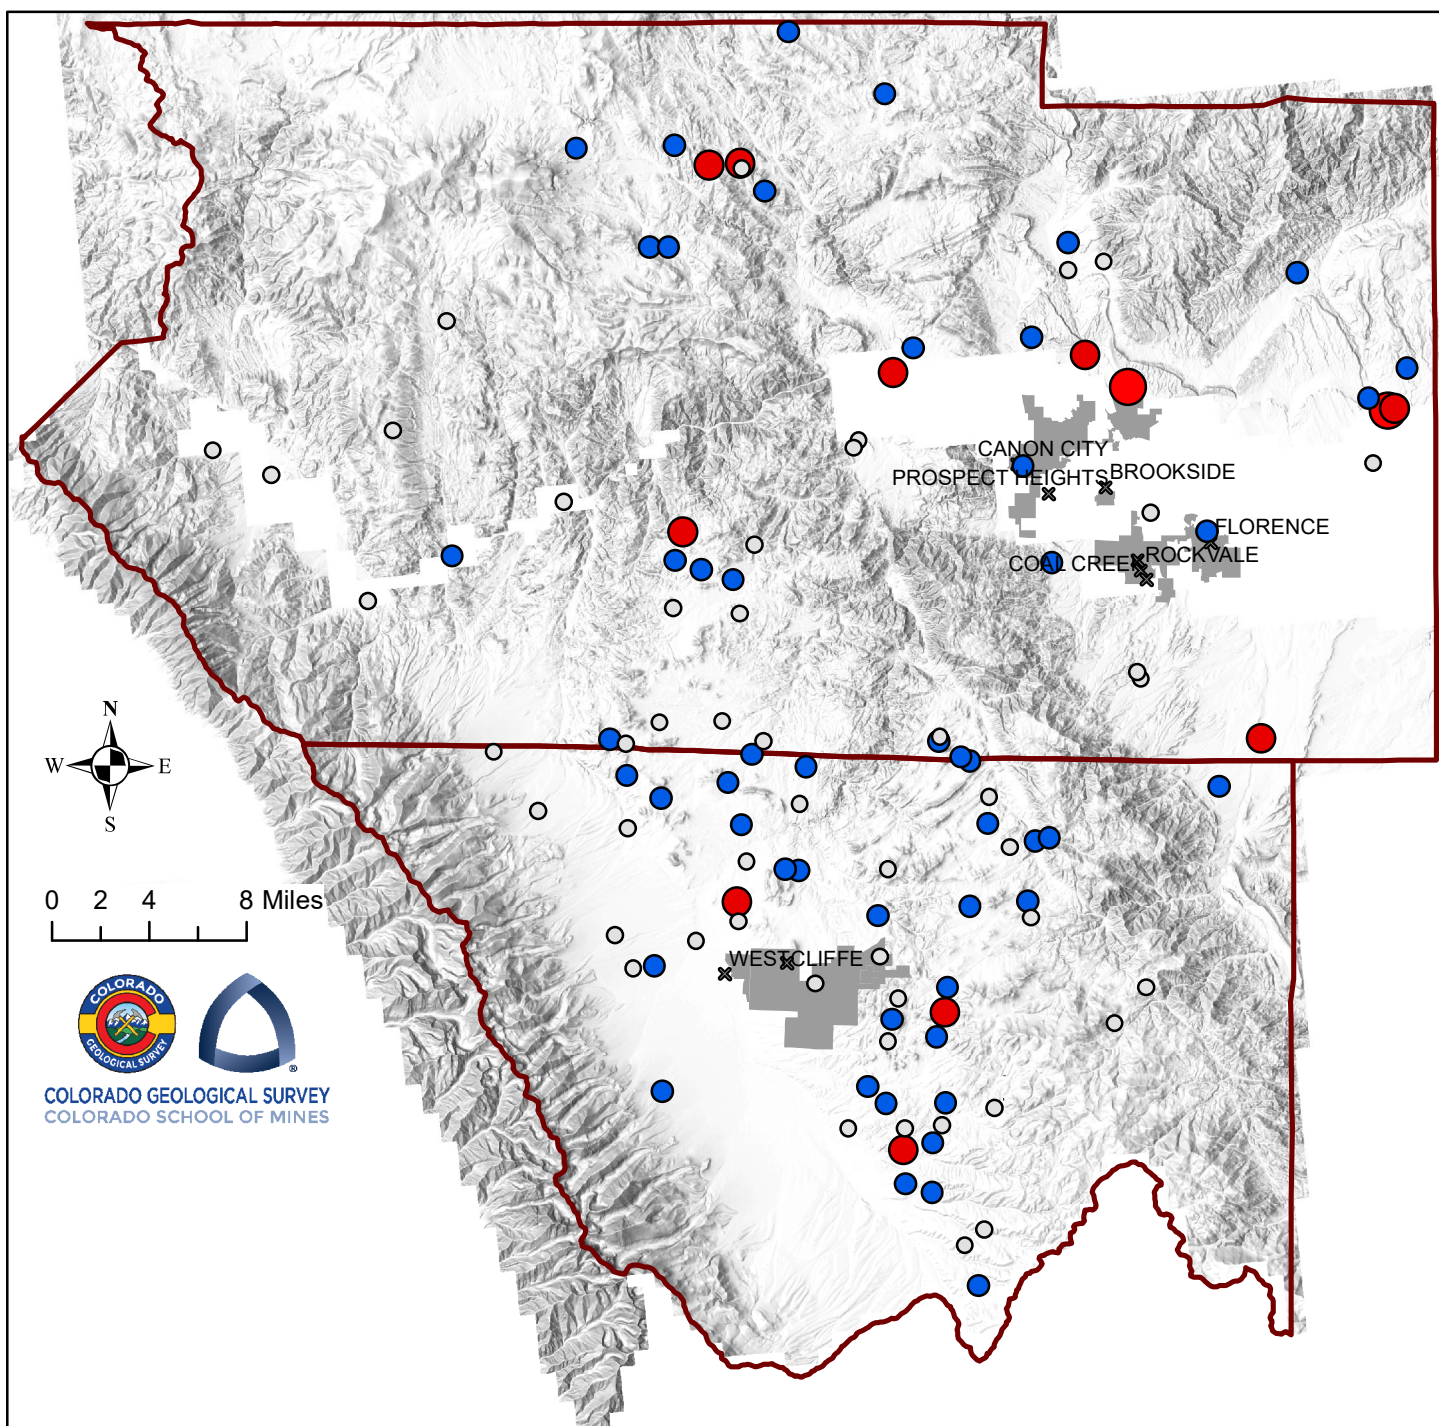 CANON CITY
PROSPECT HEIGHTS
BROOKSIDE
FLORENCE
COAL CREEK
ROCKVALE
N
W
E
S
0 2 4 8 Miles
WESTCLIFFE
COLORADO
GEOLOGICAL SURVEY
®
COLORADO GEOLOGICAL SURVEY
COLORADO SCHOOL OF MINES